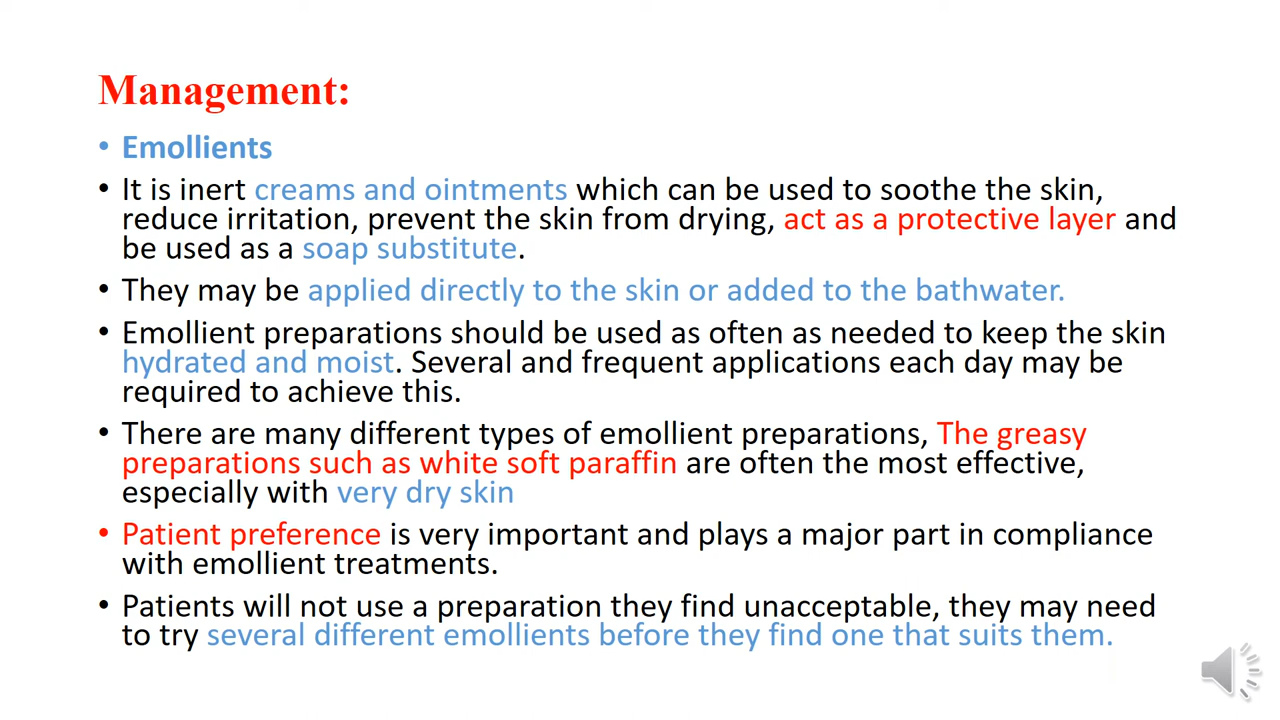 Management:
• Emollients
• It is inert creams and ointments which can be used to soothe the skin,
reduce irritation, prevent the skin from drying, act as a protective layer and
be used as a soap substitute.
• They may be applied directly to the skin or added to the bathwater.
• Emollient preparations should be used as often as needed to keep the skin
hydrated and moist. Several and frequent applications each day may be
required to achieve this.
• There are many different types of emollient preparations, The greasy
preparations such as white soft paraffin are often the most effective,
especially with very dry skin
• Patient preference is very important and plays a major part in compliance
with emollient treatments.
• Patients will not use a preparation they find unacceptable, they may need
to try several different emollients before they find one that suits them.